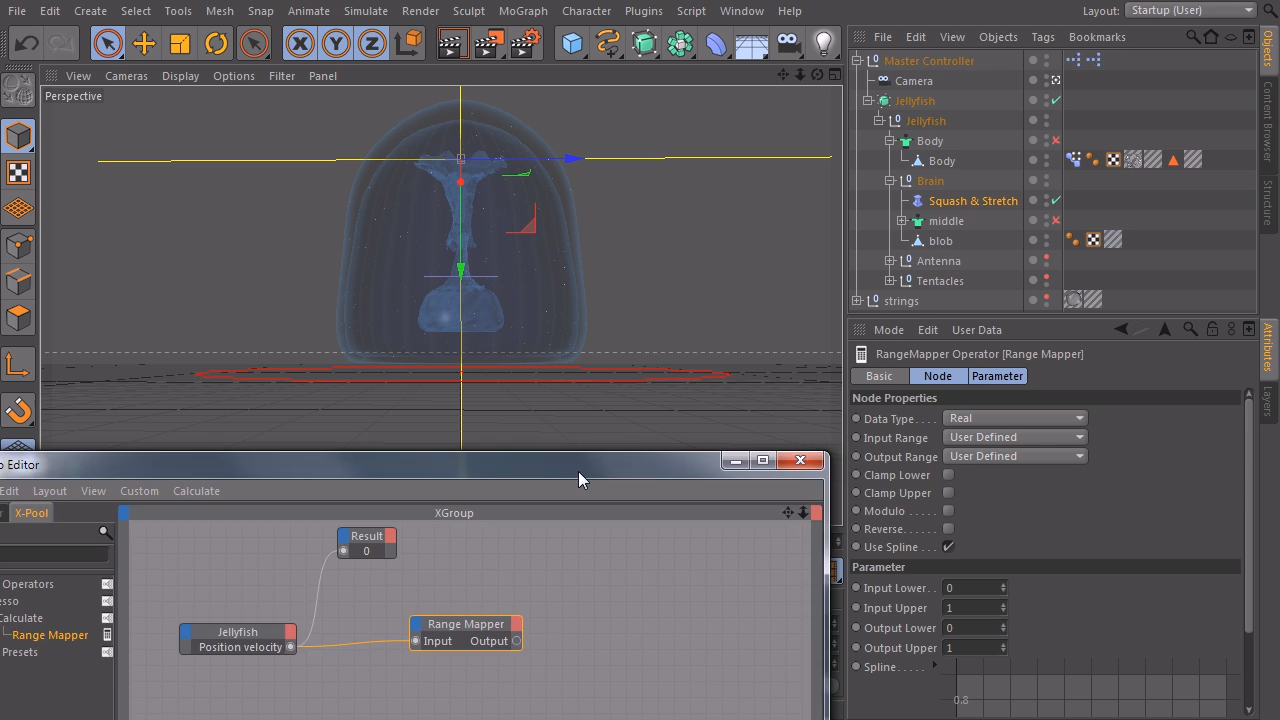 File Edit Create Select Tools Mesh Snap Animate Simulate Render Sculpt MoGraph Character Plugins Script Window Help Layout: Startup (User)
X Y Z
File Edit View Objects Tags Bookmarks
View Cameras Display Options Filter Panel
Perspective
Master Controller
Camera
Jellyfish
Jellyfish
Body
Body
Brain
Squash & Stretch
middle
blob
Antenna
Tentacles
strings
Objects
Content Browser
Structure
Mode Edit User Data
RangeMapper Operator [Range Mapper]
Basic Node Parameter
Node Properties
Data Type. . . . Real
Input Range User Defined
Output Range User Defined
Clamp Lower
Clamp Upper
Modulo . . . . .
Reverse. . . . . .
Use Spline . . .
Parameter
Input Lower. . 0
Input Upper 1
Output Lower 0
Output Upper 1
Spline. . . . .
0.8
Attributes
Layers
o Editor
Edit Layout View Custom Calculate
r X-Pool
XGroup
Operators
esso
Calculate
Range Mapper
Presets
Result
0
Jellyfish
Position velocity
Range Mapper
Input Output